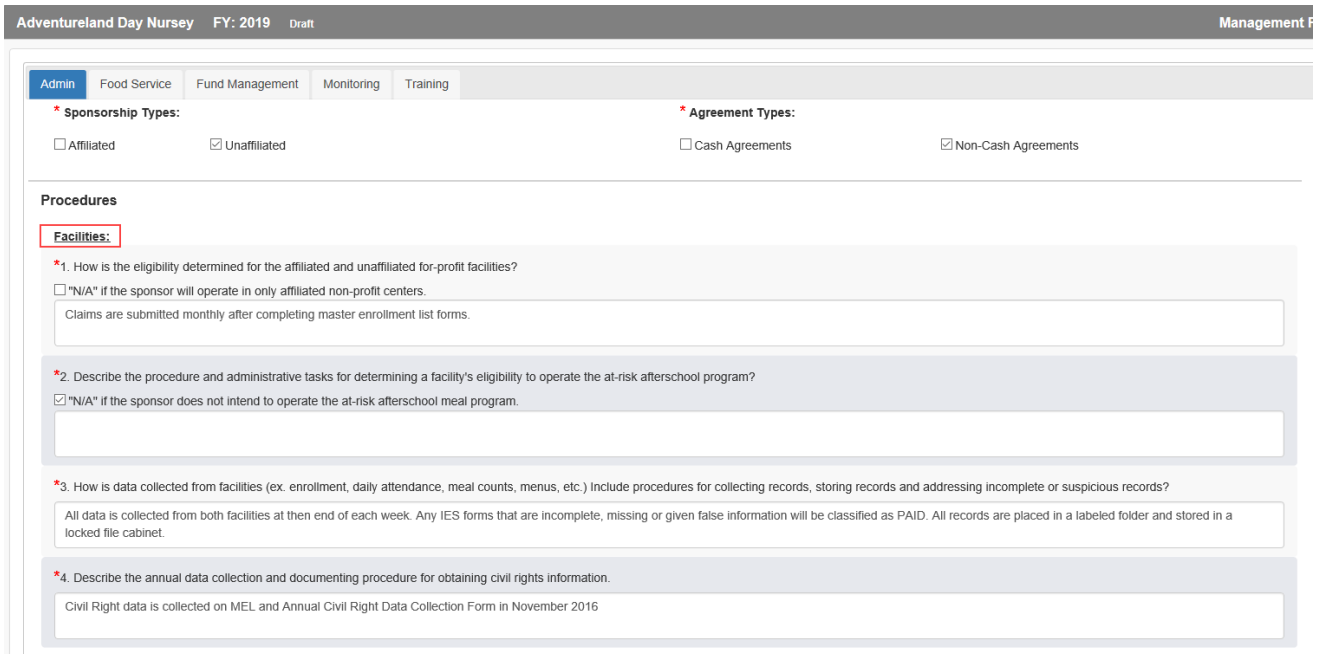 Adventureland Day Nursey FY: 2019 Draft Management
Admin Food Service Fund Management Monitoring Training
* Sponsorship Types: * Agreement Types:
Affiliated Unaffiliated Cash Agreements Non-Cash Agreements
Procedures
Facilities:
*1. How is the eligibility determined for the affiliated and unaffiliated for-profit facilities?
"N/A" if the sponsor will operate in only affiliated non-profit centers.
Claims are submitted monthly after completing master enrollment list forms.
*2. Describe the procedure and administrative tasks for determining a facility's eligibility to operate the at-risk afterschool program?
"N/A" if the sponsor does not intend to operate the at-risk afterschool meal program.
*3. How is data collected from facilities (ex. enrollment, daily attendance, meal counts, menus, etc.) Include procedures for collecting records, storing records and addressing incomplete or suspicious records?
All data is collected from both facilities at then end of each week. Any IES forms that are incomplete, missing or given false information will be classified as PAID. All records are placed in a labeled folder and stored in a
locked file cabinet.
*4. Describe the annual data collection and documenting procedure for obtaining civil rights information.
Civil Right data is collected on MEL and Annual Civil Right Data Collection Form in November 2016